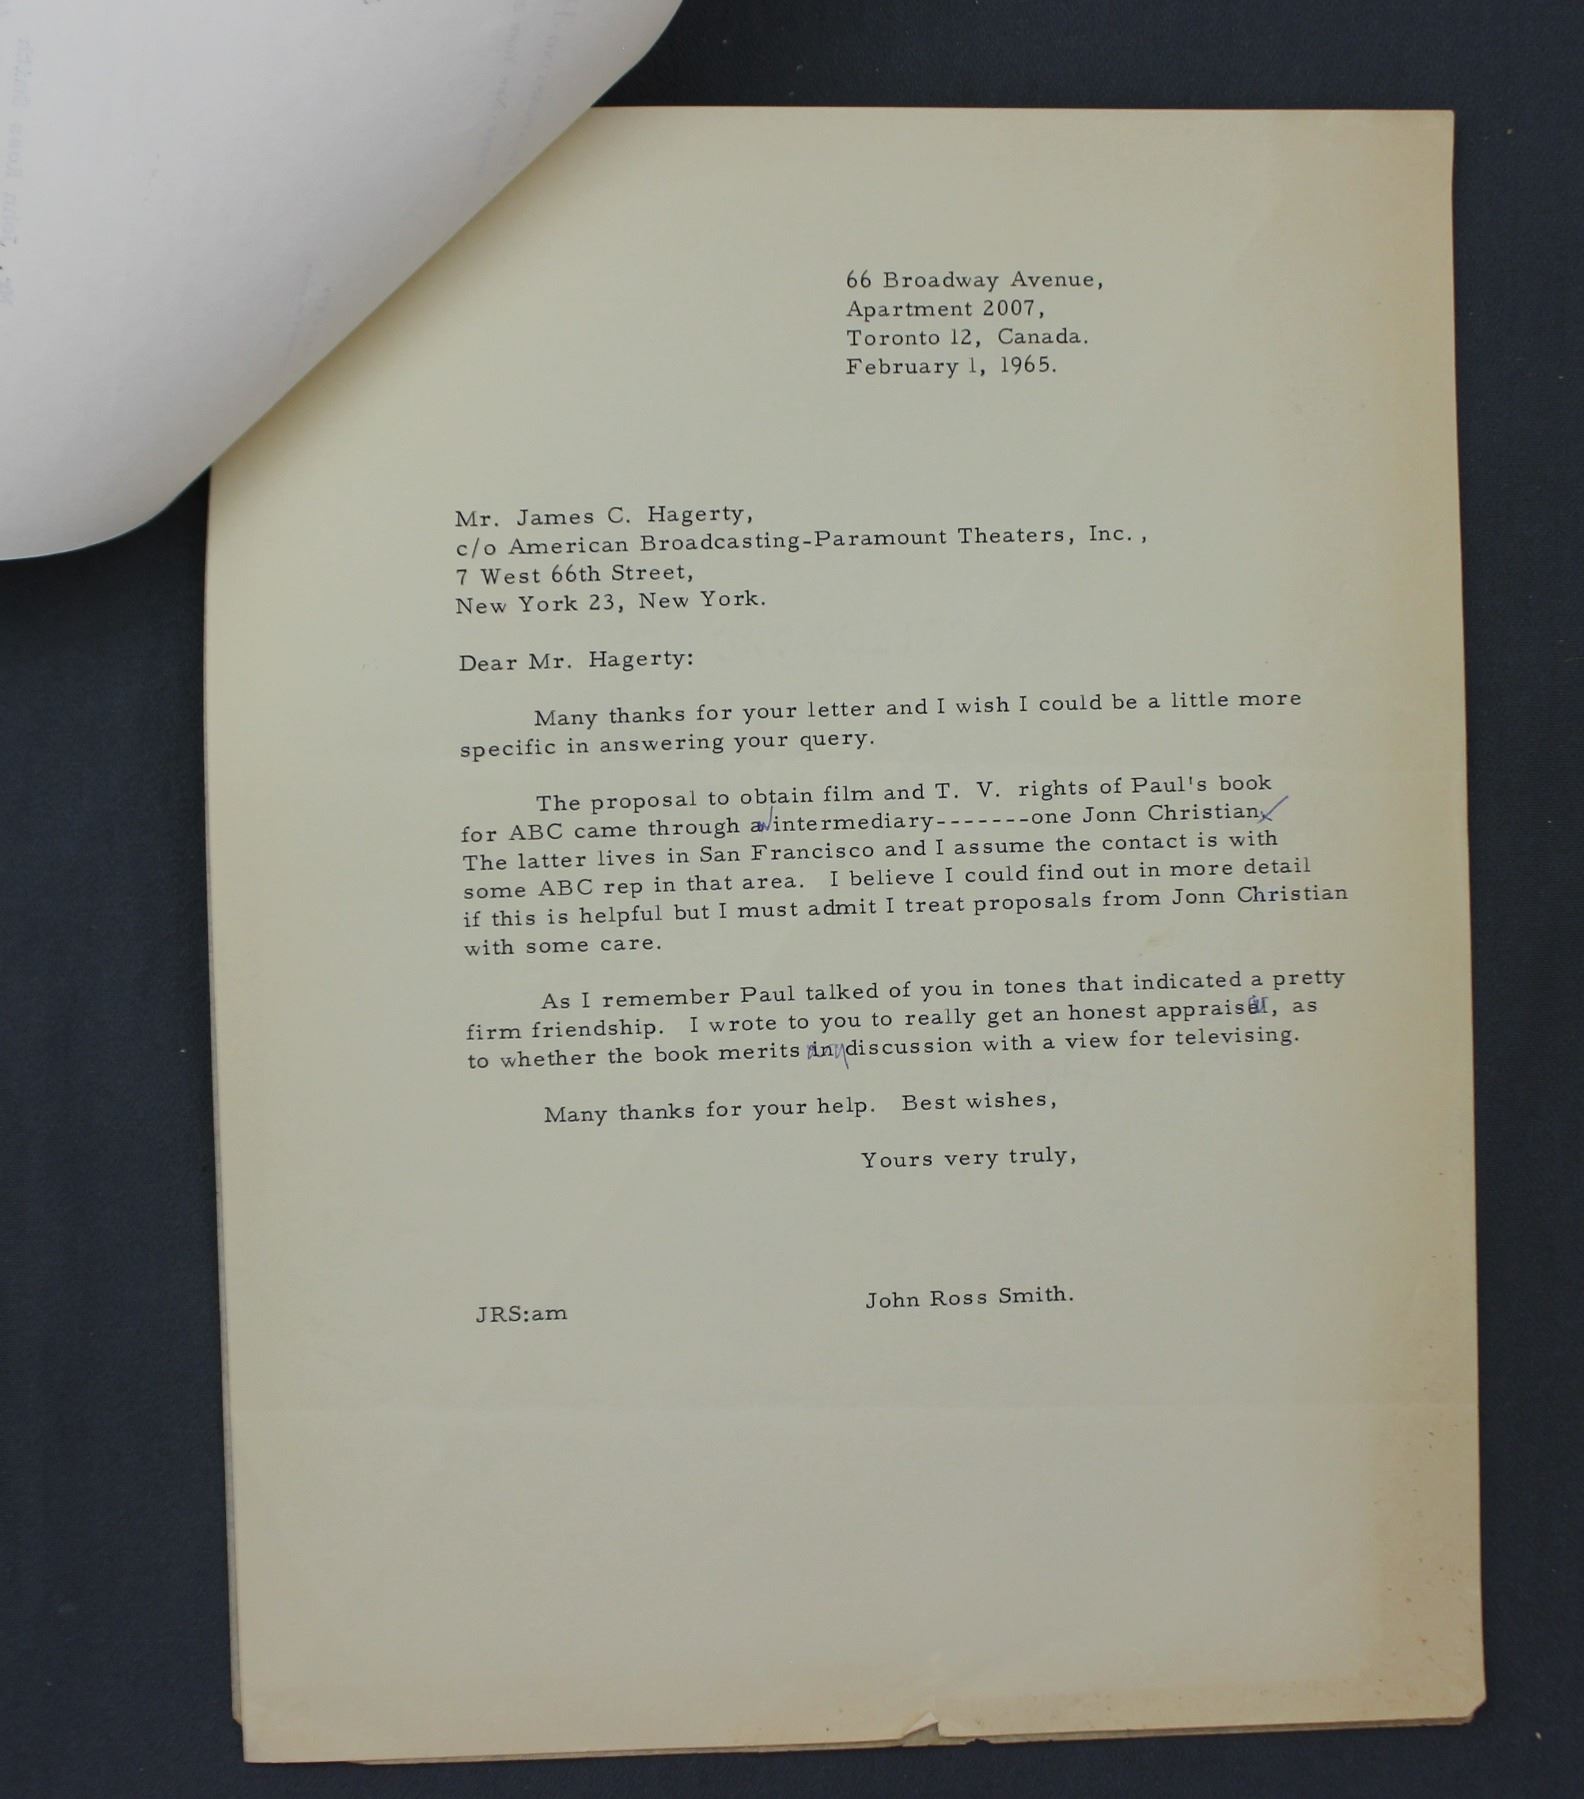 66 Broadway Avenue,
Apartment 2007,
Toronto 12, Canada.
February 1, 1965.
Mr. James C. Hagerty,
c/o American Broadcasting-Paramount Theaters, Inc.,
7 West 66th Street,
New York 23, New York.
Dear Mr. Hagerty:
Many thanks for your letter and I wish I could be a little more
specific in answering your query.
The proposal to obtain film and T. V. rights of Paul's book
for ABC came through an intermediary-------one Jonn Christian.
The latter lives in San Francisco and I assume the contact is with
some ABC rep in that area. I believe I could find out in more detail
if this is helpful but I must admit I treat proposals from Jonn Christian
with some care.
As I remember Paul talked of you in tones that indicated a pretty
firm friendship. I wrote to you to really get an honest appraisal, as
to whether the book merits any discussion with a view for televising.
Many thanks for your help. Best wishes,
Yours very truly,
John Ross Smith.
JRS:am
John Ross Smith